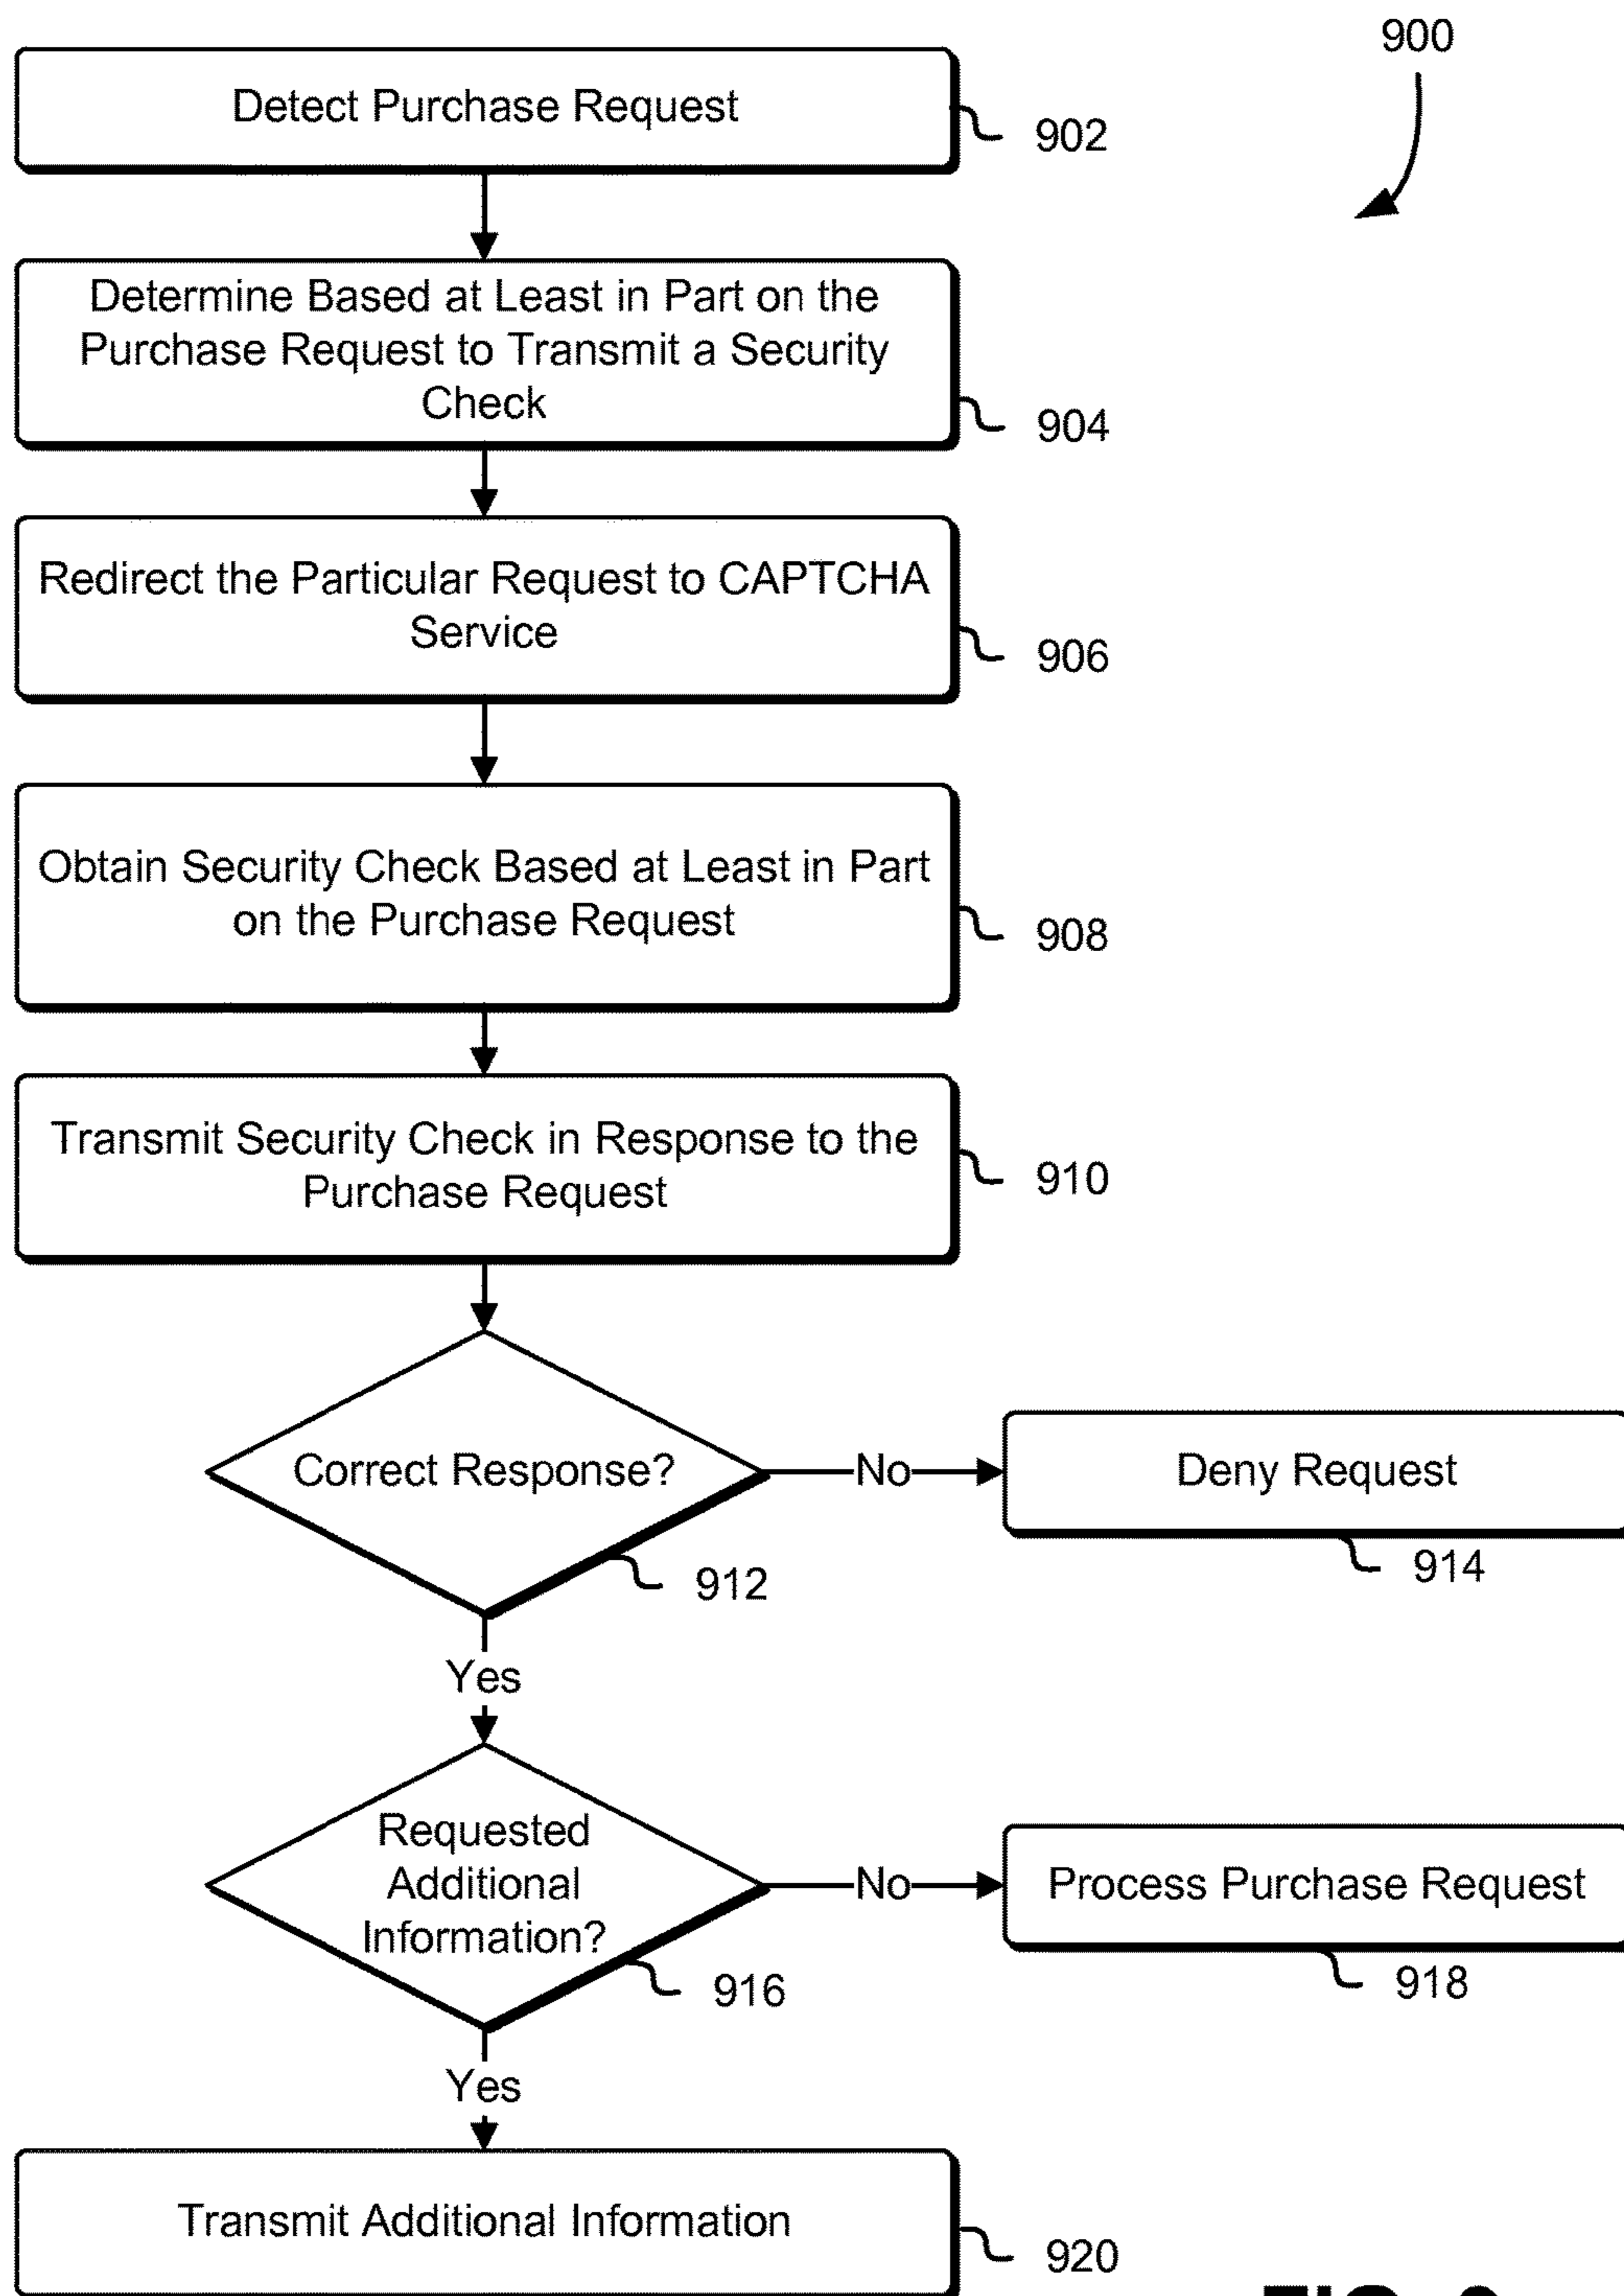 900
Detect Purchase Request
902
Determine Based at Least in Part on the
Purchase Request to Transmit a Security
Check
904
Redirect the Particular Request to CAPTCHA
Service
906
Obtain Security Check Based at Least in Part
on the Purchase Request
908
Transmit Security Check in Response to the
Purchase Request
910
Correct Response?
No
Deny Request
912
914
Yes
Requested
Additional
Information?
No
Process Purchase Request
916
918
Yes
Transmit Additional Information
920